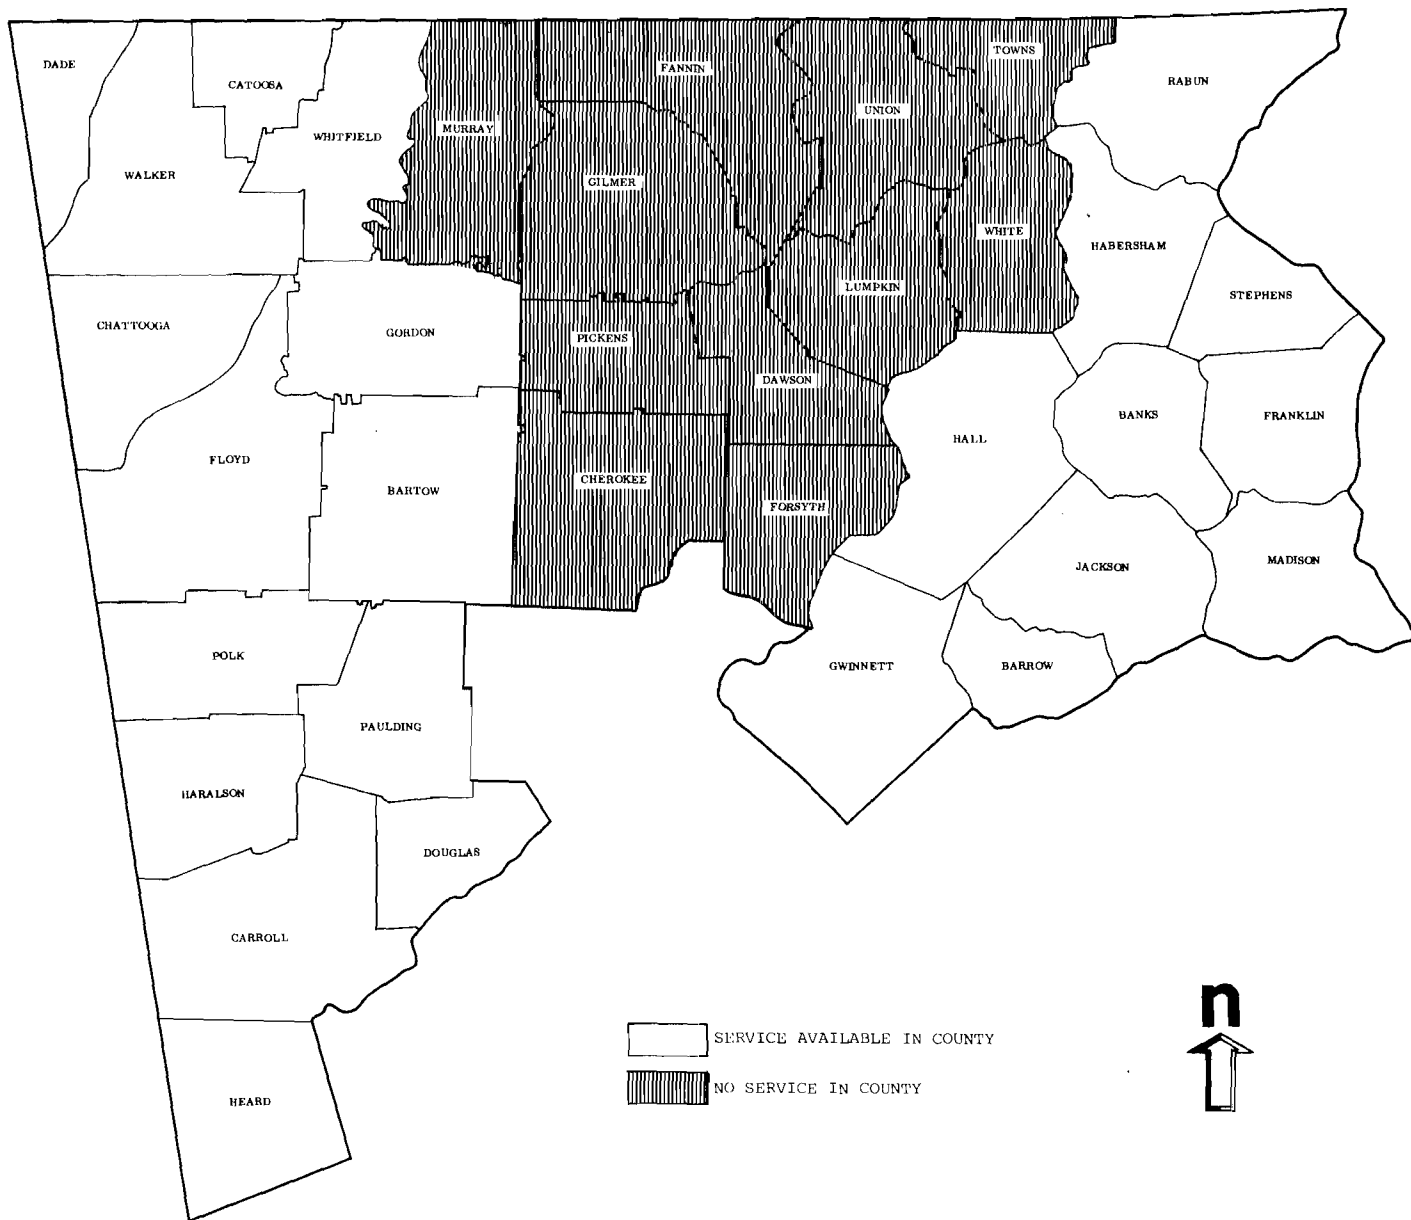 DADE
CATOOSA
WALKER
WHITFIELD
MURRAY
FANNIN
GILMER
UNION
TOWNS
RABUN
WHITE
HABERSHAM
LUMPKIN
STEPHENS
CHATTOOGA
GORDON
PICKENS
DAWSON
FLOYD
BARTOW
CHEROKEE
FORSYTH
HALL
BANKS
FRANKLIN
JACKSON
MADISON
POLK
PAULDING
GWINNETT
BARROW
HARALSON
DOUGLAS
CARROLL
HEARD
n
SERVICE AVAILABLE IN COUNTY
NO SERVICE IN COUNTY